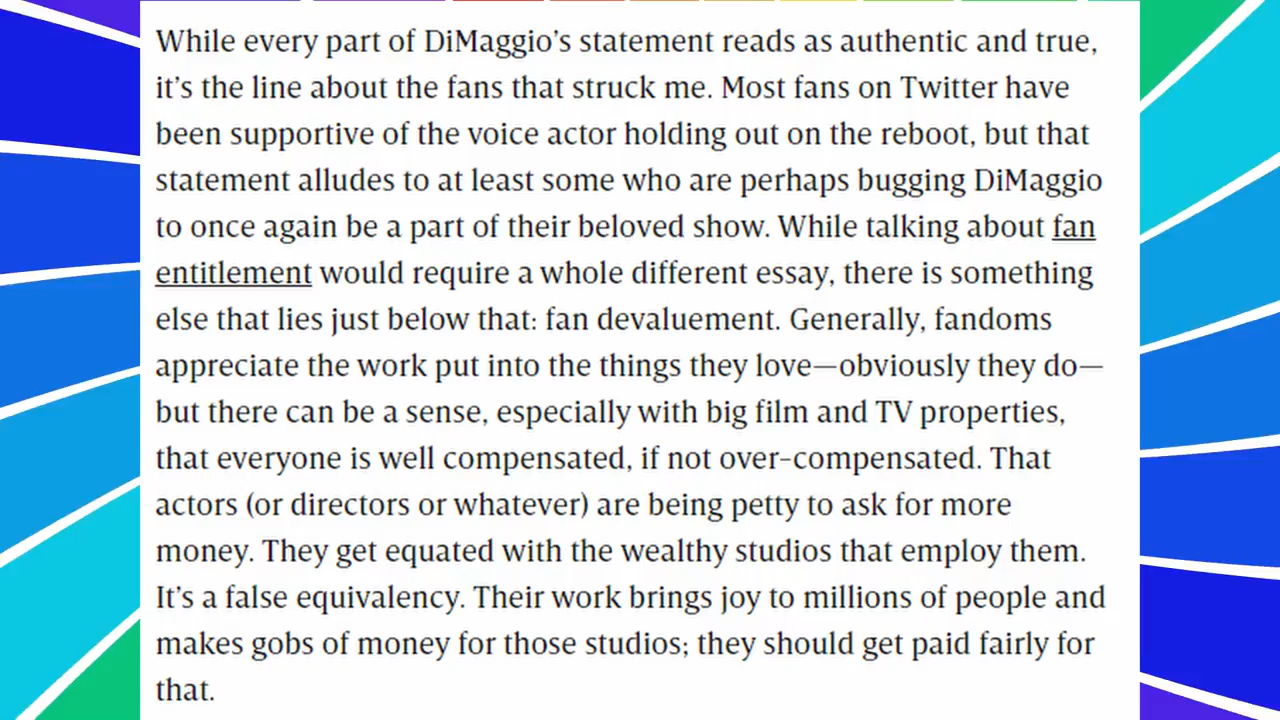 While every part of DiMaggio’s statement reads as authentic and true,
it’s the line about the fans that struck me. Most fans on Twitter have
been supportive of the voice actor holding out on the reboot, but that
statement alludes to at least some who are perhaps bugging DiMaggio
to once again be a part of their beloved show. While talking about fan
entitlement would require a whole different essay, there is something
else that lies just below that: fan devaluement. Generally, fandoms
appreciate the work put into the things they love—obviously they do—
but there can be a sense, especially with big film and TV properties,
that everyone is well compensated, if not over-compensated. That
actors (or directors or whatever) are being petty to ask for more
money. They get equated with the wealthy studios that employ them.
It’s a false equivalency. Their work brings joy to millions of people and
makes gobs of money for those studios; they should get paid fairly for
that.